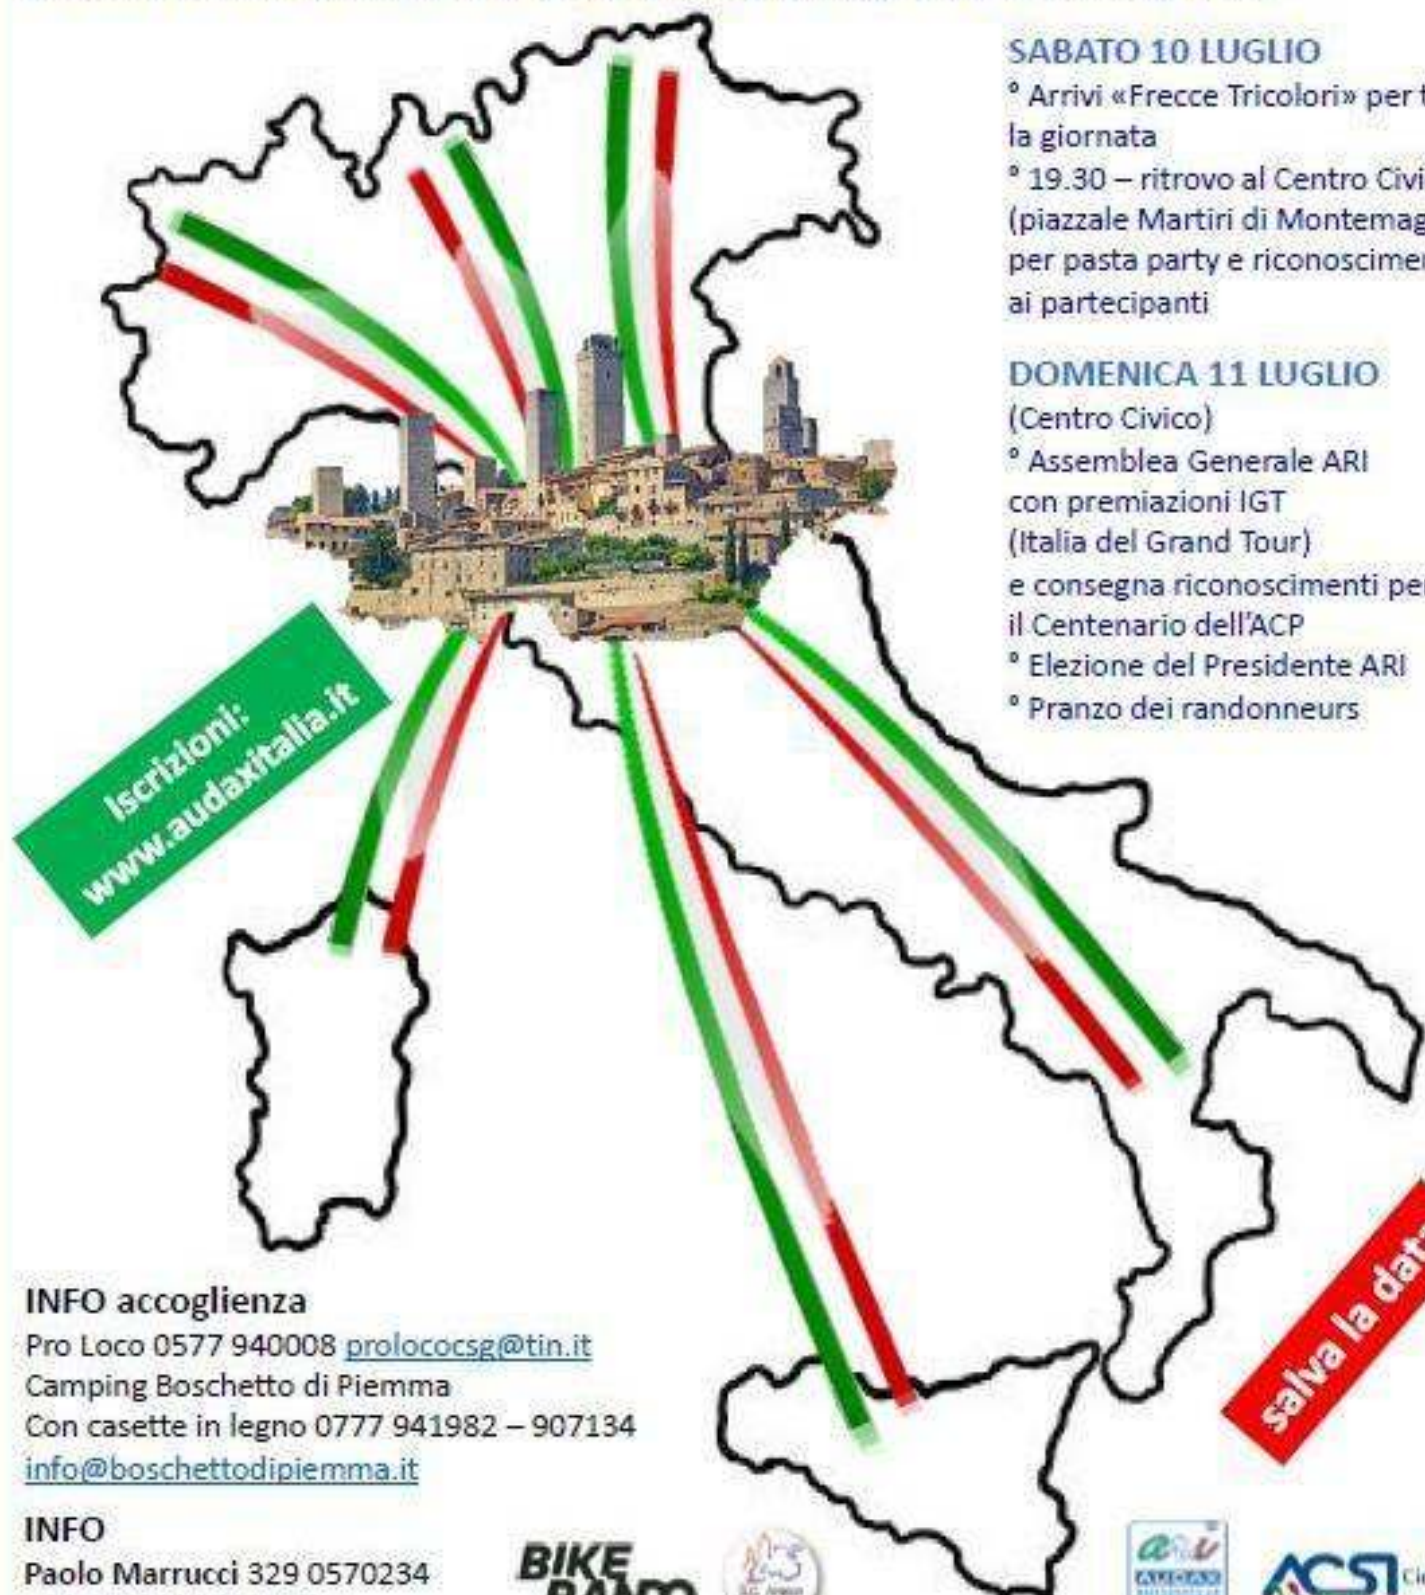 SABATO 10 LUGLIO
° Arrivi «Frecce Tricolori» per
la giornata
° 19.30 – ritrovo al Centro
(piazzale Martiri di
per pasta party e
ai partecipanti
DOMENICA 11 LUGLIO
(Centro Civico)
° Assemblea Generale ARI
con premiazioni IGT
(Italia del Grand Tour)
e consegna riconoscimenti per
il Centenario dell'ACP
° Elezione del Presidente ARI
° Pranzo dei randonneurs
Iscrizioni:
www.audaxitalia.it
salva la data
INFO accoglienza
Pro Loco 0577 940008 prolococsg@tin.it
Camping Boschetto di Piemma
Con casette in legno 0777 941982 – 907134
info@boschettodipiemma.it
INFO
Paolo Marrucci 329 0570234
BIKE
ari
AUDAX
ACSI